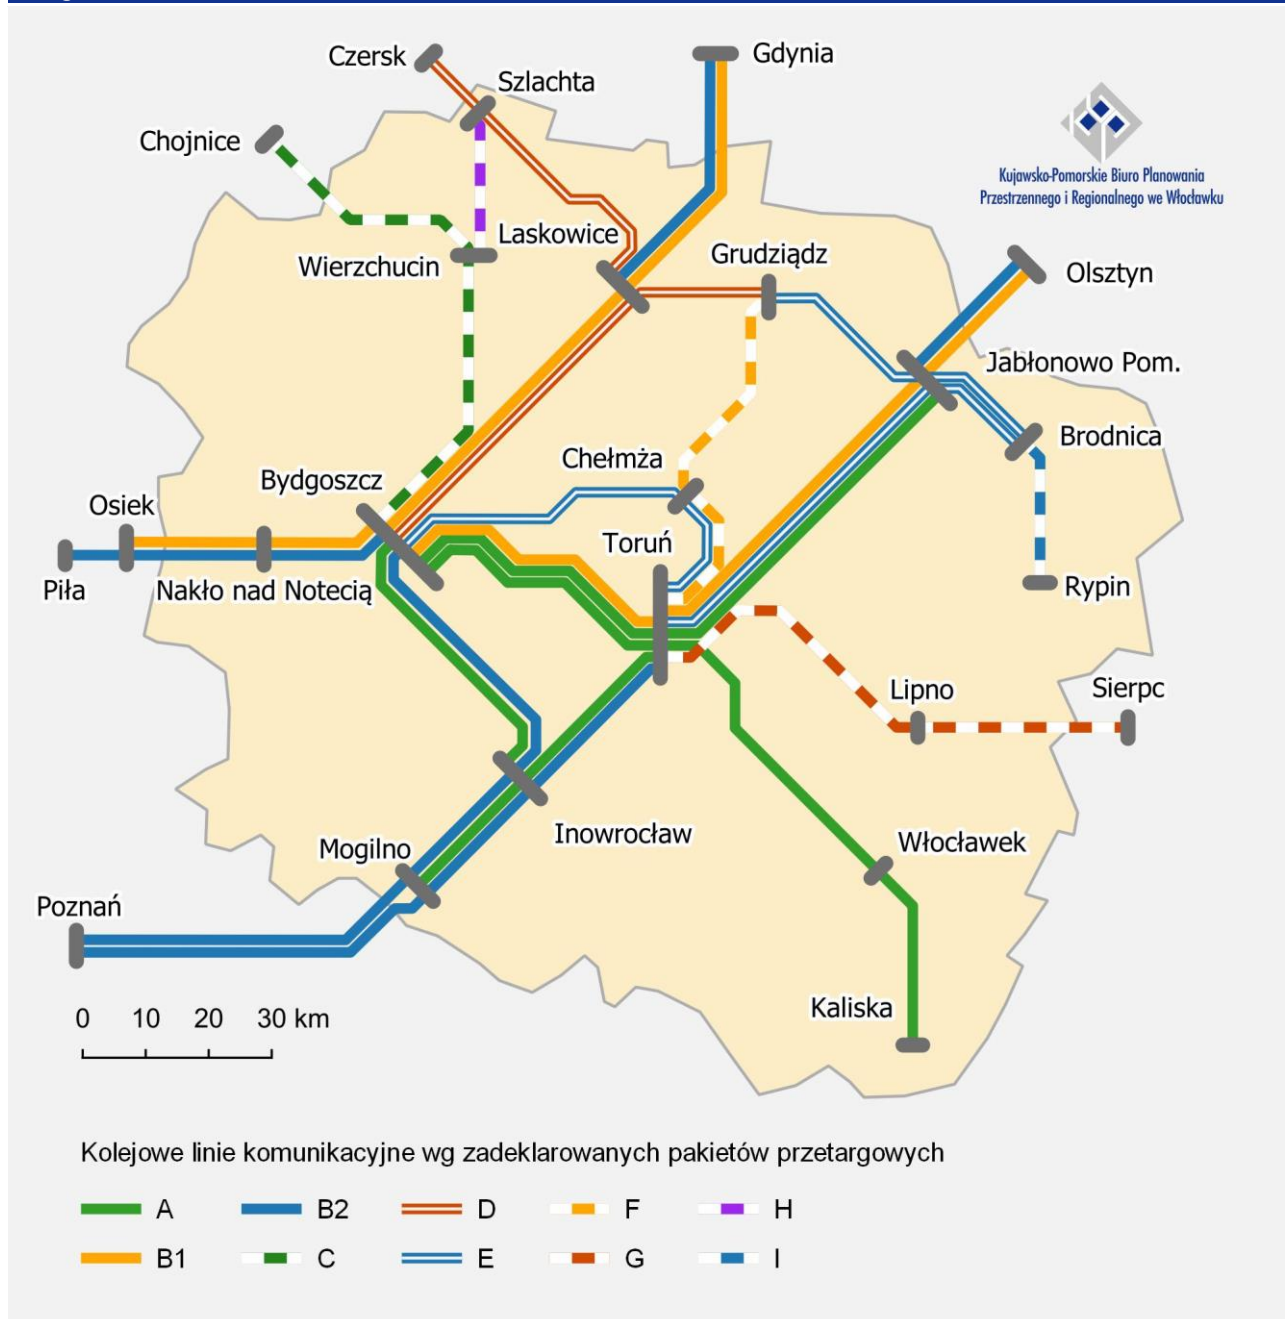 Czersk
Gdynia
Szlachta
Chojnice
Kujawsko-Pomorskie Biuro Planowania
Przestrzennego i Regionalnego we Włocławku
Laskowice
Wierzchucin
Grudziądz
Olsztyn
Jabłonowo Pom.
Brodnica
Chełmża
Bydgoszcz
Osiek
Toruń
Piła
Nakło nad Notecią
Rypin
Lipno
Sierpc
Inowrocław
Włocławek
Mogilno
Poznań
Kaliska
0 10 20 30 km
Kolejowe linie komunikacyjne wg zadeklarowanych pakietów przetargowych
A B2 D F H
B1 C E G I